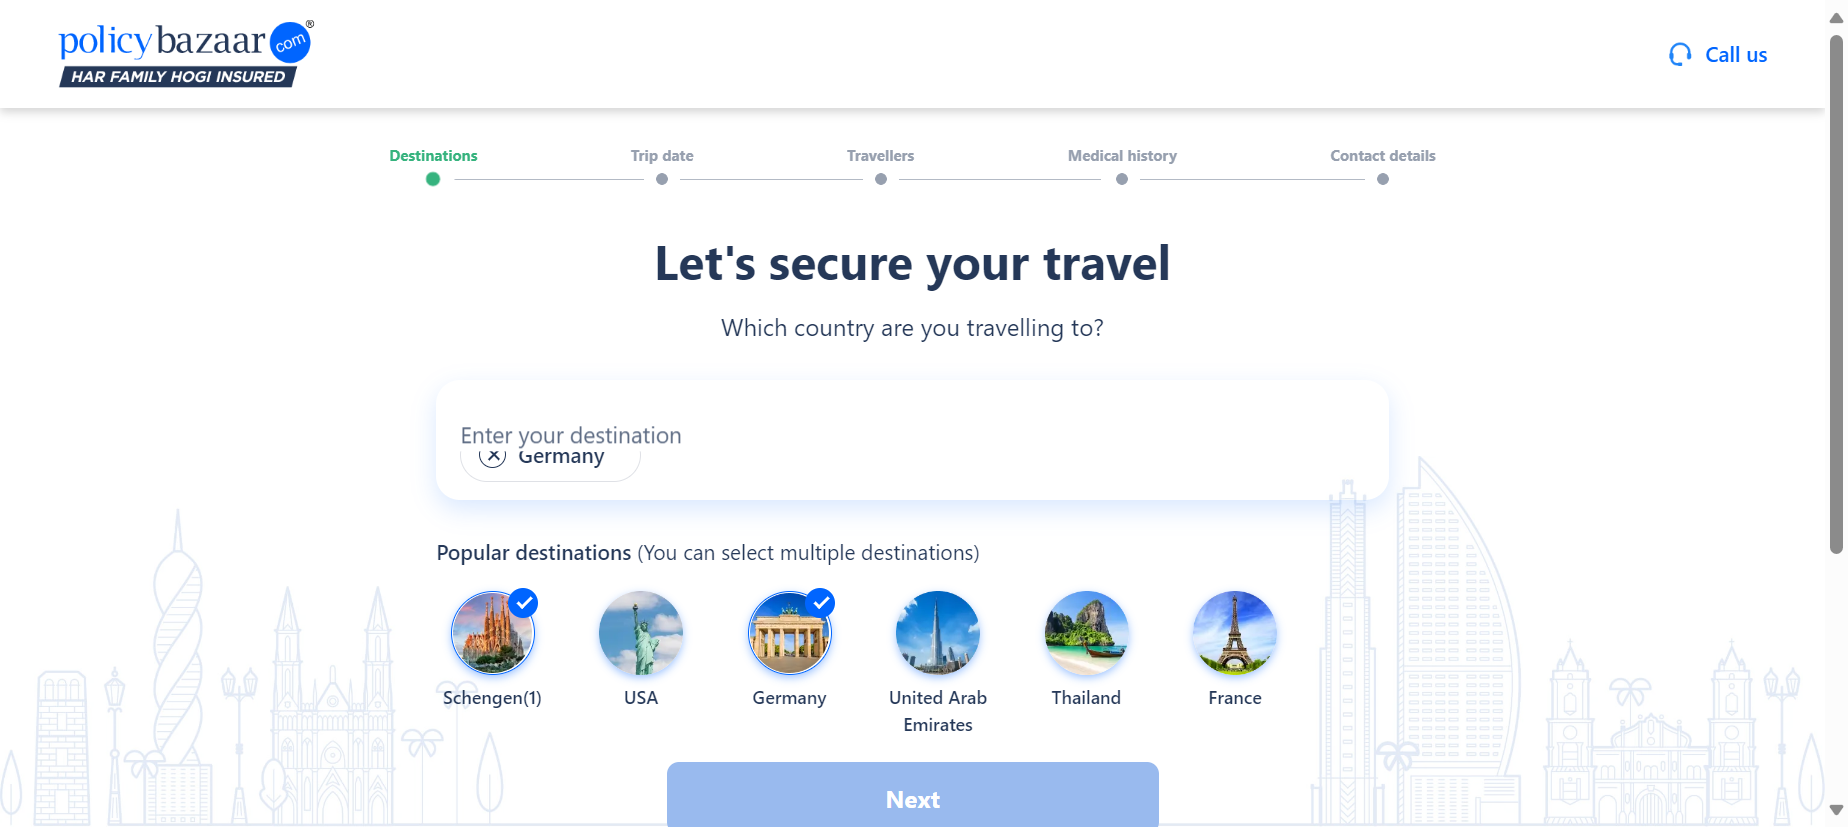 policybazaar com ®
HAR FAMILY HOGI INSURED
Call us
Destinations
Trip date
Travellers
Medical history
Contact details
Let's secure your travel
Which country are you travelling to?
Enter your destination
Germany
Popular destinations (You can select multiple destinations)
Schengen(1)
USA
Germany
United Arab
Emirates
Thailand
France
Next